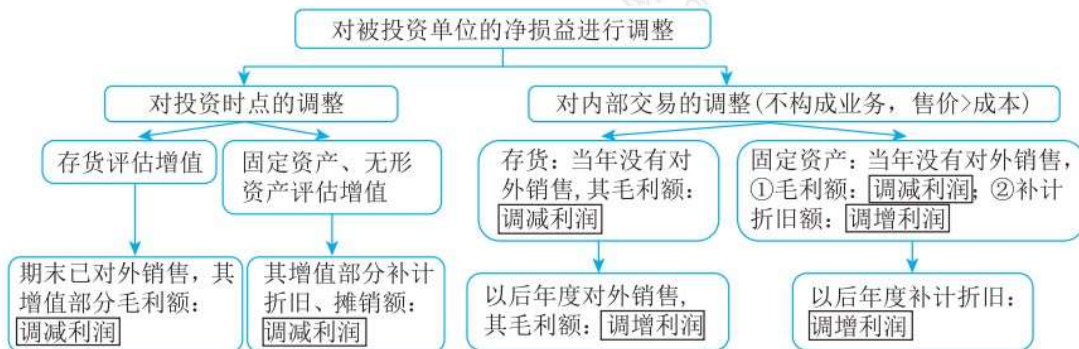 对被投资单位的净损益进行调整
对投资时点的调整
对内部交易的调整(不构成业务，售价>成本)
存货评估增值
固定资产、无形
资产评估增值
存货：当年没有对
外销售,其毛利额：
调减利润
固定资产：当年没有对外销售，
①毛利额：调减利润；②补计
折旧额：调增利润
期末已对外销售，其
增值部分毛利额：
调减利润
其增值部分补计
折旧、摊销额：
调减利润
以后年度对外销售，
其毛利额：调增利润
以后年度补计折旧：
调增利润